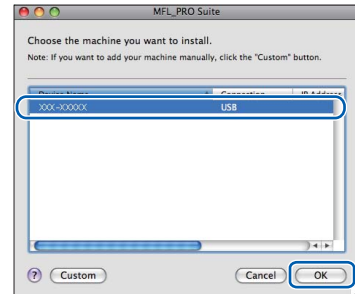 MFL_PRO Suite
Choose the machine you want to install.
Note: If you want to add your machine manually, click the "Custom" button.
Device Name Connection IP Address
XXX-XXXXX USB
? Custom Cancel OK